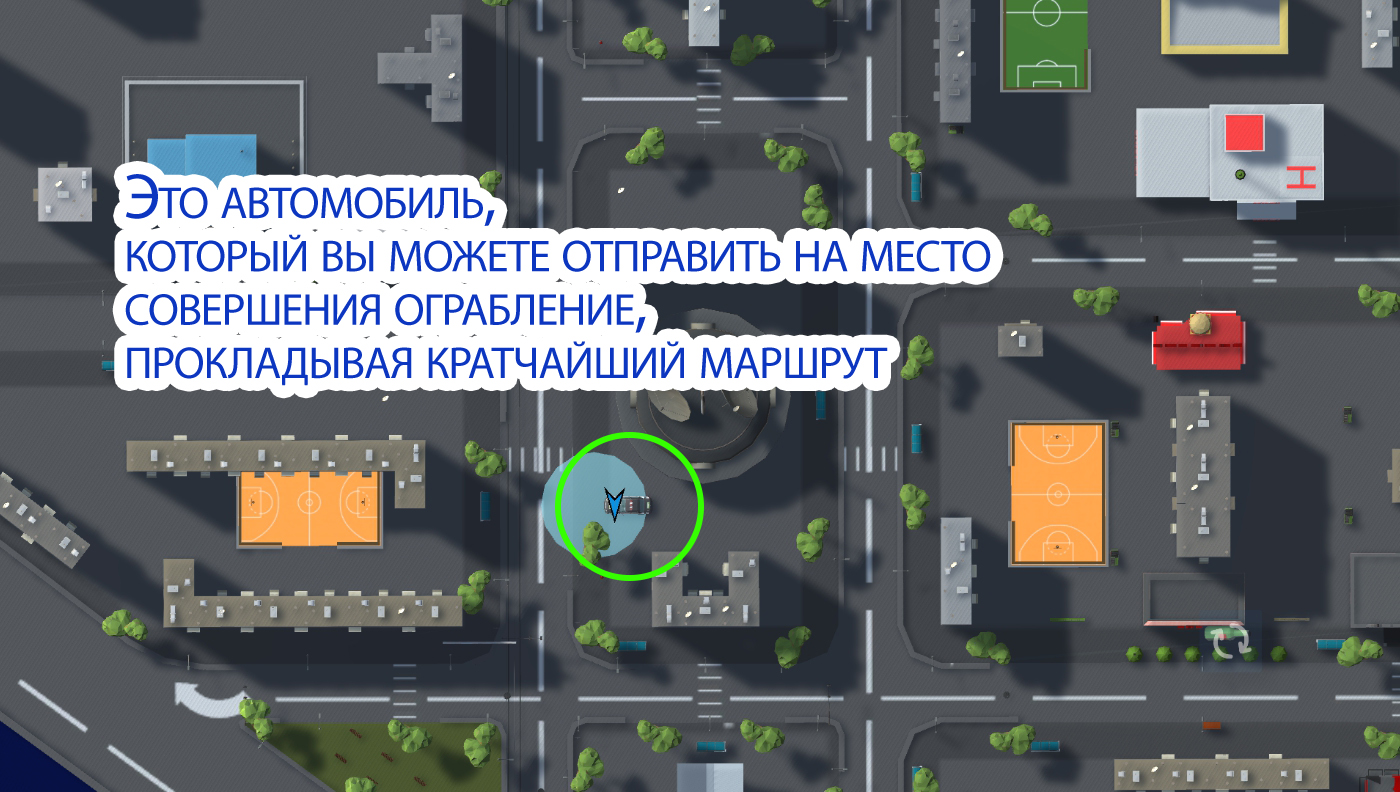 Это автомобиль,
который вы можете отправить на место
совершения ограбление,
прокладывая кратчайший маршрут
H